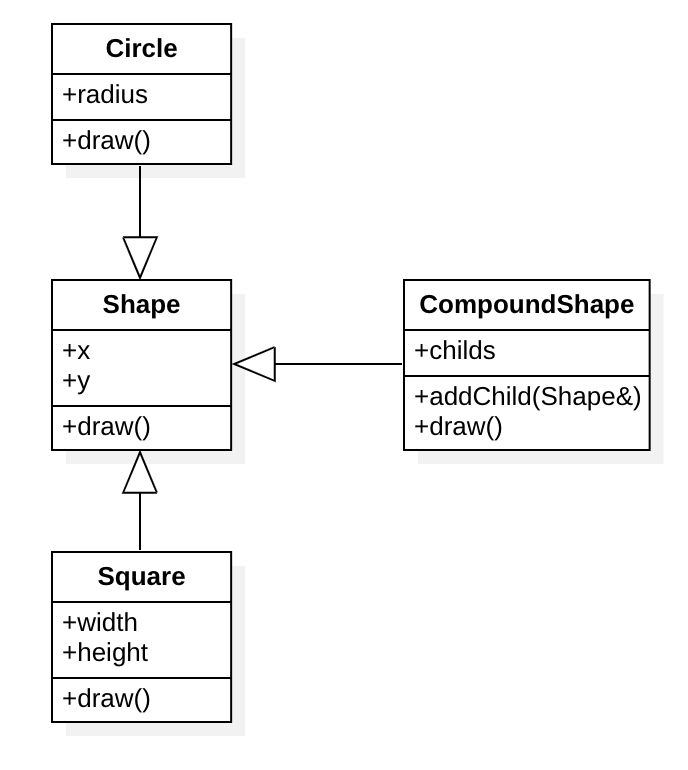 Circle
+radius
+draw()
Shape
+x
+y
+draw()
CompoundShape
+childs
+addChild(Shape&)
+draw()
Square
+width
+height
+draw()